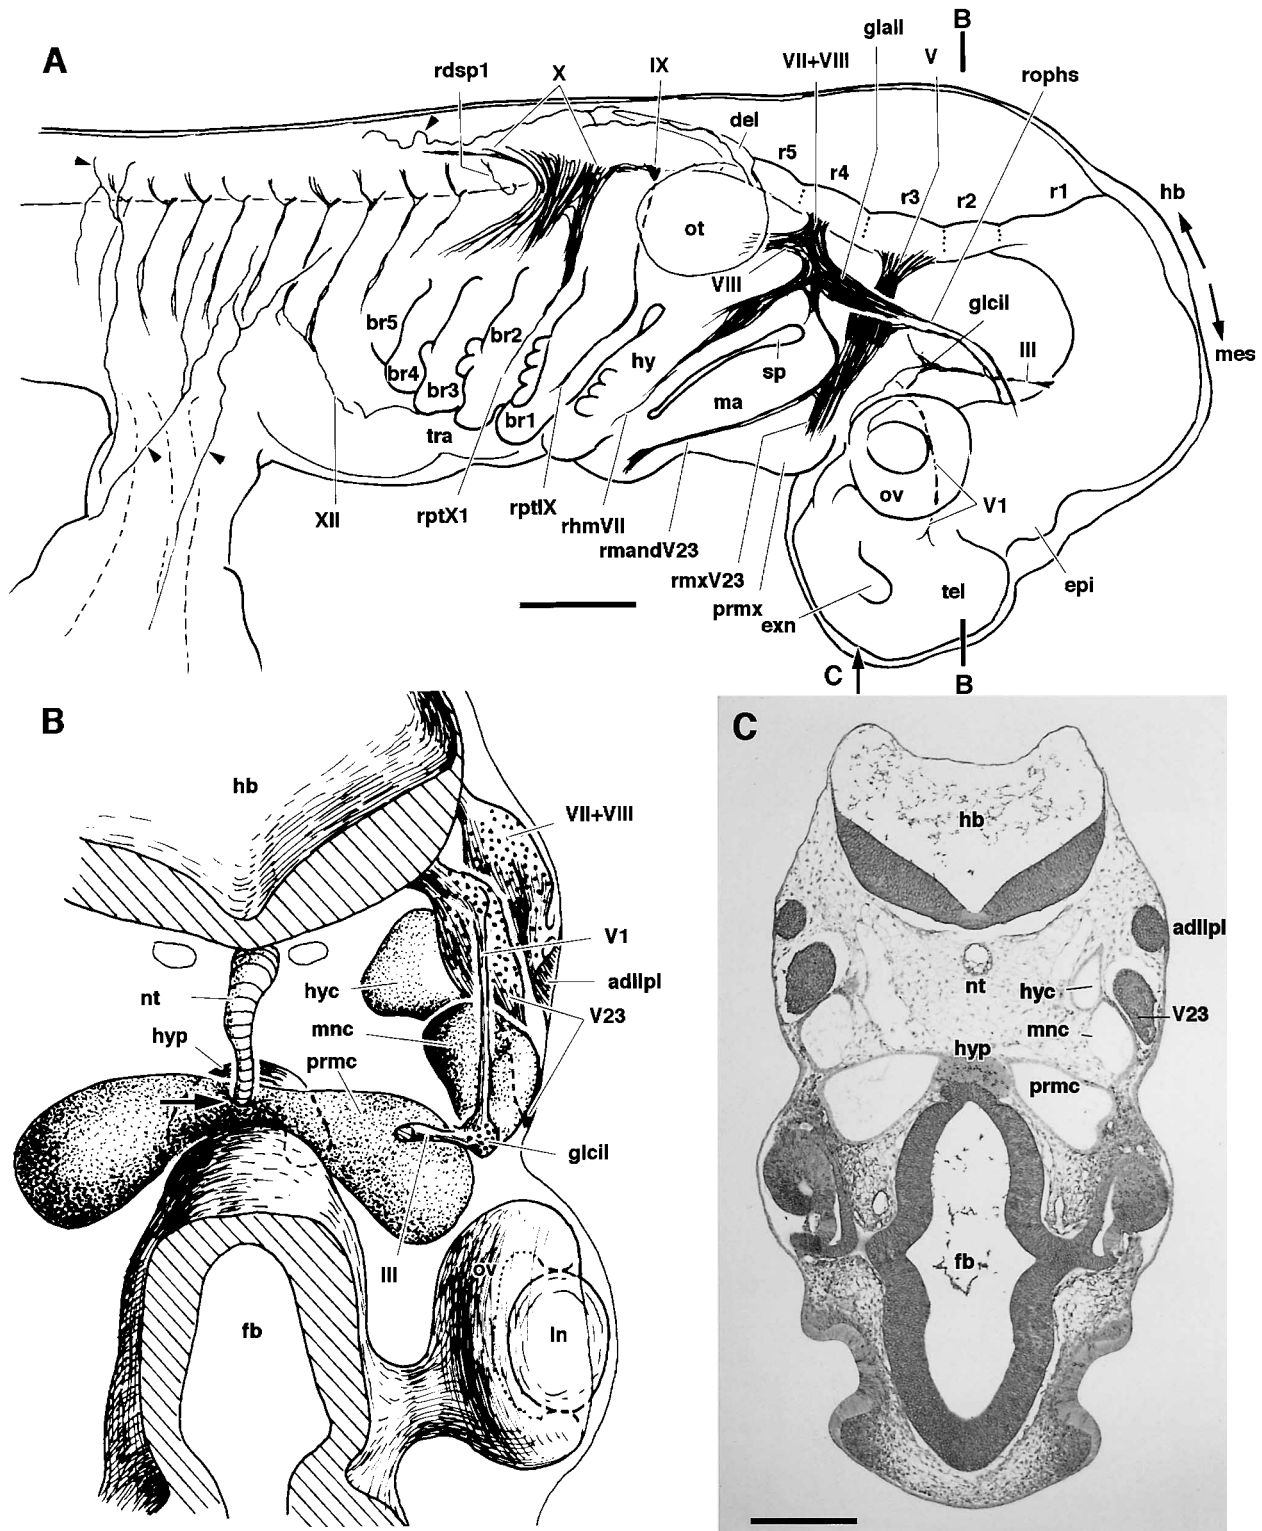 A
B
glall
rdsp1
X
IX
VII+VIII
V
rophs
del
r5
r4
r3
r2
r1
hb
ot
VIII
glcil
III
mes
br5
br2
br4
br3
hy
sp
ma
br1
tra
ov
V1
XII
rptX1
rptIX
rhmVII
rmandV23
rmxV23
prmx
exn
tel
epi
C
B
B
hb
VII+VIII
V1
adllpl
nt
hyc
V23
hyp
mnc
prmc
glcil
III
ov
fb
ln
C
hb
adllpl
nt
hyc
V23
mnc
hyp
prmc
fb